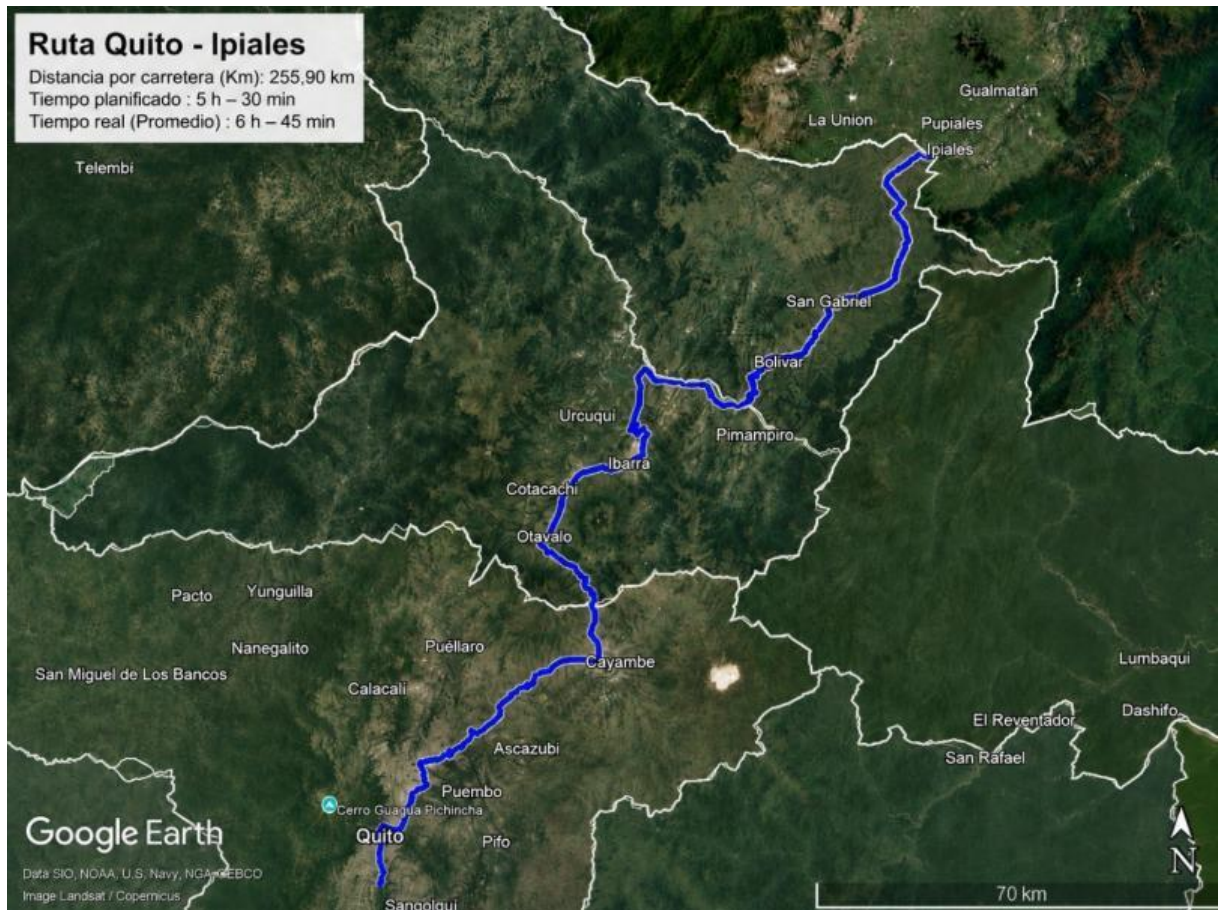 Ruta Quito - Ipiales
Distancia por carretera (Km): 255,90 km
Tiempo planificado : 5 h – 30 min
Tiempo real (Promedio) : 6 h – 45 min
Gualmatán
La Union
Pupiales
Ipiales
Telembi
San Gabriel
Bolívar
Urcuqui
Pimampiro
Ibarra
Cotacachi
Otavalo
Pacto
Yunguilla
Nanegalito
Puéllaro
Cayambe
San Miguel de Los Bancos
Calacalí
Lumbaqui
El Reventador
Dashifo
Ascazubi
San Rafael
Puembo
Cerro Guagua Pichincha
Google Earth
Quito
Pifo
N
Data SIO, NOAA, U.S. Navy, NGA, GEBCO
Image Landsat / Copernicus
Sangolquí
70 km